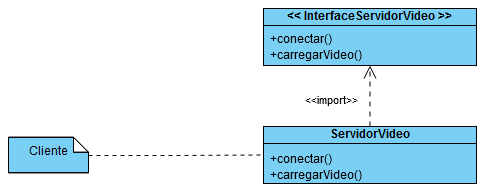 << InterfaceServidorVideo >>
+conectar()
+carregarVideo()
<<import>>
ServidorVideo
Cliente
+conectar()
+carregarVideo()